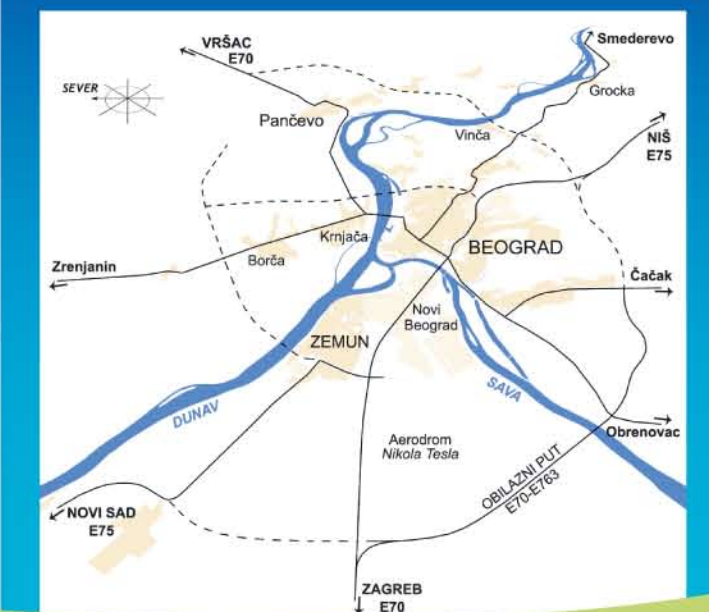 Smederevo
VRŠAC
E70
SEVER
Grocka
Pančevo
Vinča
NIŠ
E75
Krnjača
BEOGRAD
Borča
Zrenjanin
Čačak
Novi
Beograd
ZEMUN
SAVA
DUNAV
Obrenovac
Aerodrom
Nikola Tesla
OBILAZNI PUT
E70-E763
NOVI SAD
E75
ZAGREB
E70